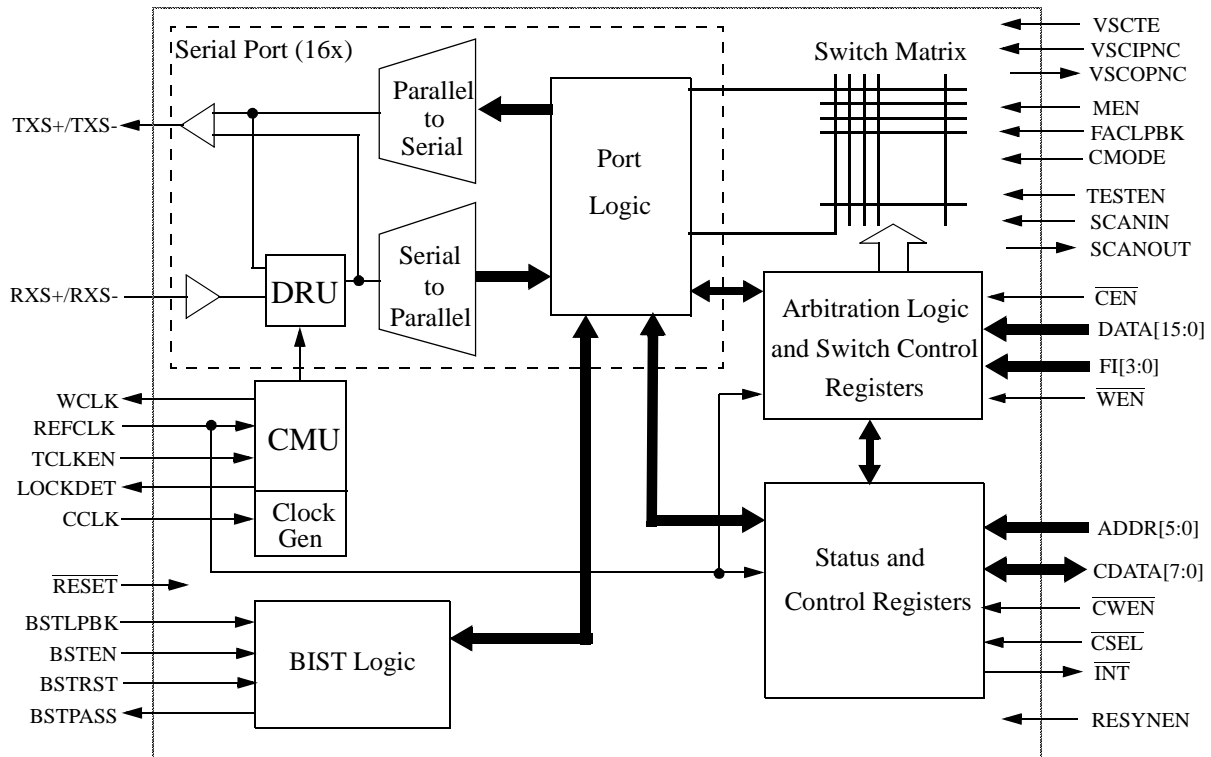 Serial Port (16x)
Parallel
to
Serial
Serial
to
Parallel
DRU
Port
Logic
Switch Matrix
Arbitration Logic
and Switch Control
Registers
Status and
Control Registers
CMU
Clock
Gen
BIST Logic
TXS+/TXS-
RXS+/RXS-
WCLK
REFCLK
TCLKEN
LOCKDET
CCLK
RESET
BSTLPBK
BSTEN
BSTRST
BSTPASS
VSCTE
VSCIPNC
VSCOPNC
MEN
FACLPBK
CMODE
TESTEN
SCANIN
SCANOUT
CEN
DATA[15:0]
FI[3:0]
WEN
ADDR[5:0]
CDATA[7:0]
CWEN
CSEL
INT
RESYNEN